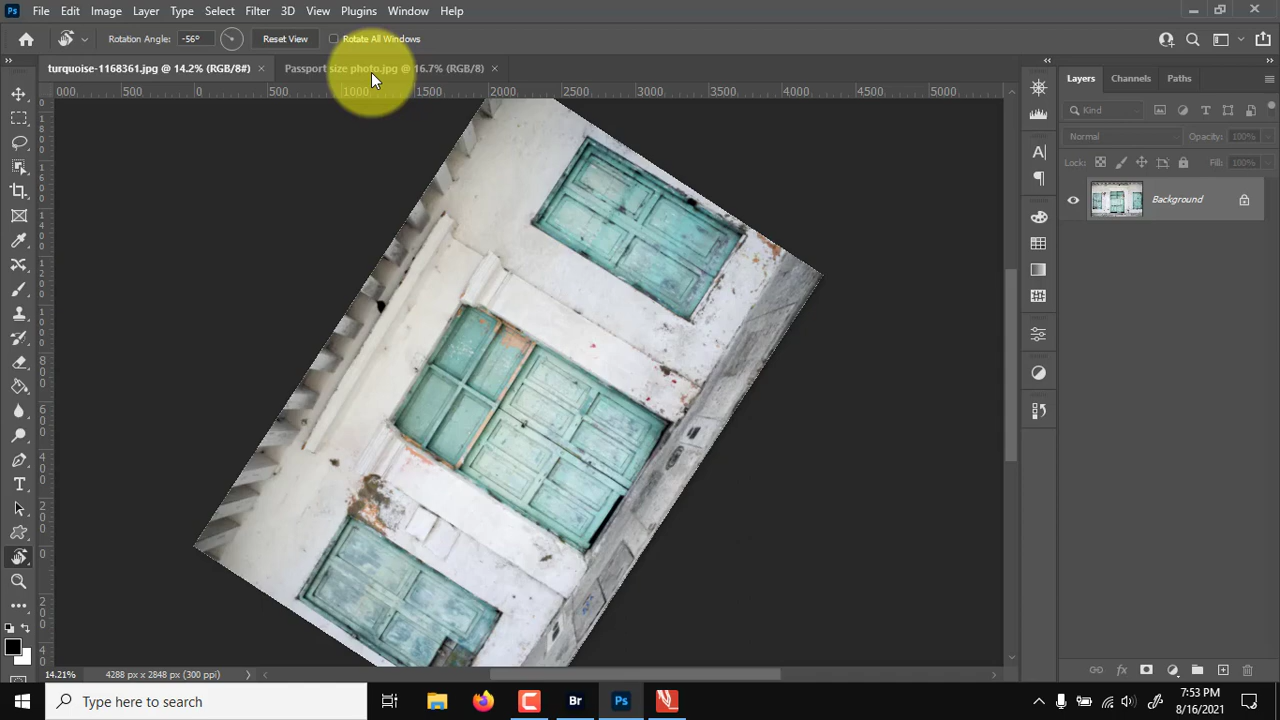 Ps File Edit Image Layer Type Select Filter 3D View Plugins Window Help
Rotation Angle: -56° Reset View Rotate All Windows
turquoise-1168361.jpg @ 14.2% (RGB/8#) × Passport size photo.jpg @ 16.7% (RGB/8) ×
000 500 0 500 1000 1500 2000 2500 3000 3500 4000 4500 5000
Layers Channels Paths
Kind
Normal Opacity: 100%
Lock: Fill: 100%
Background
14.21% 4288 px x 2848 px (300 ppi)
Type here to search
Br Ps
7:53 PM
8/16/2021